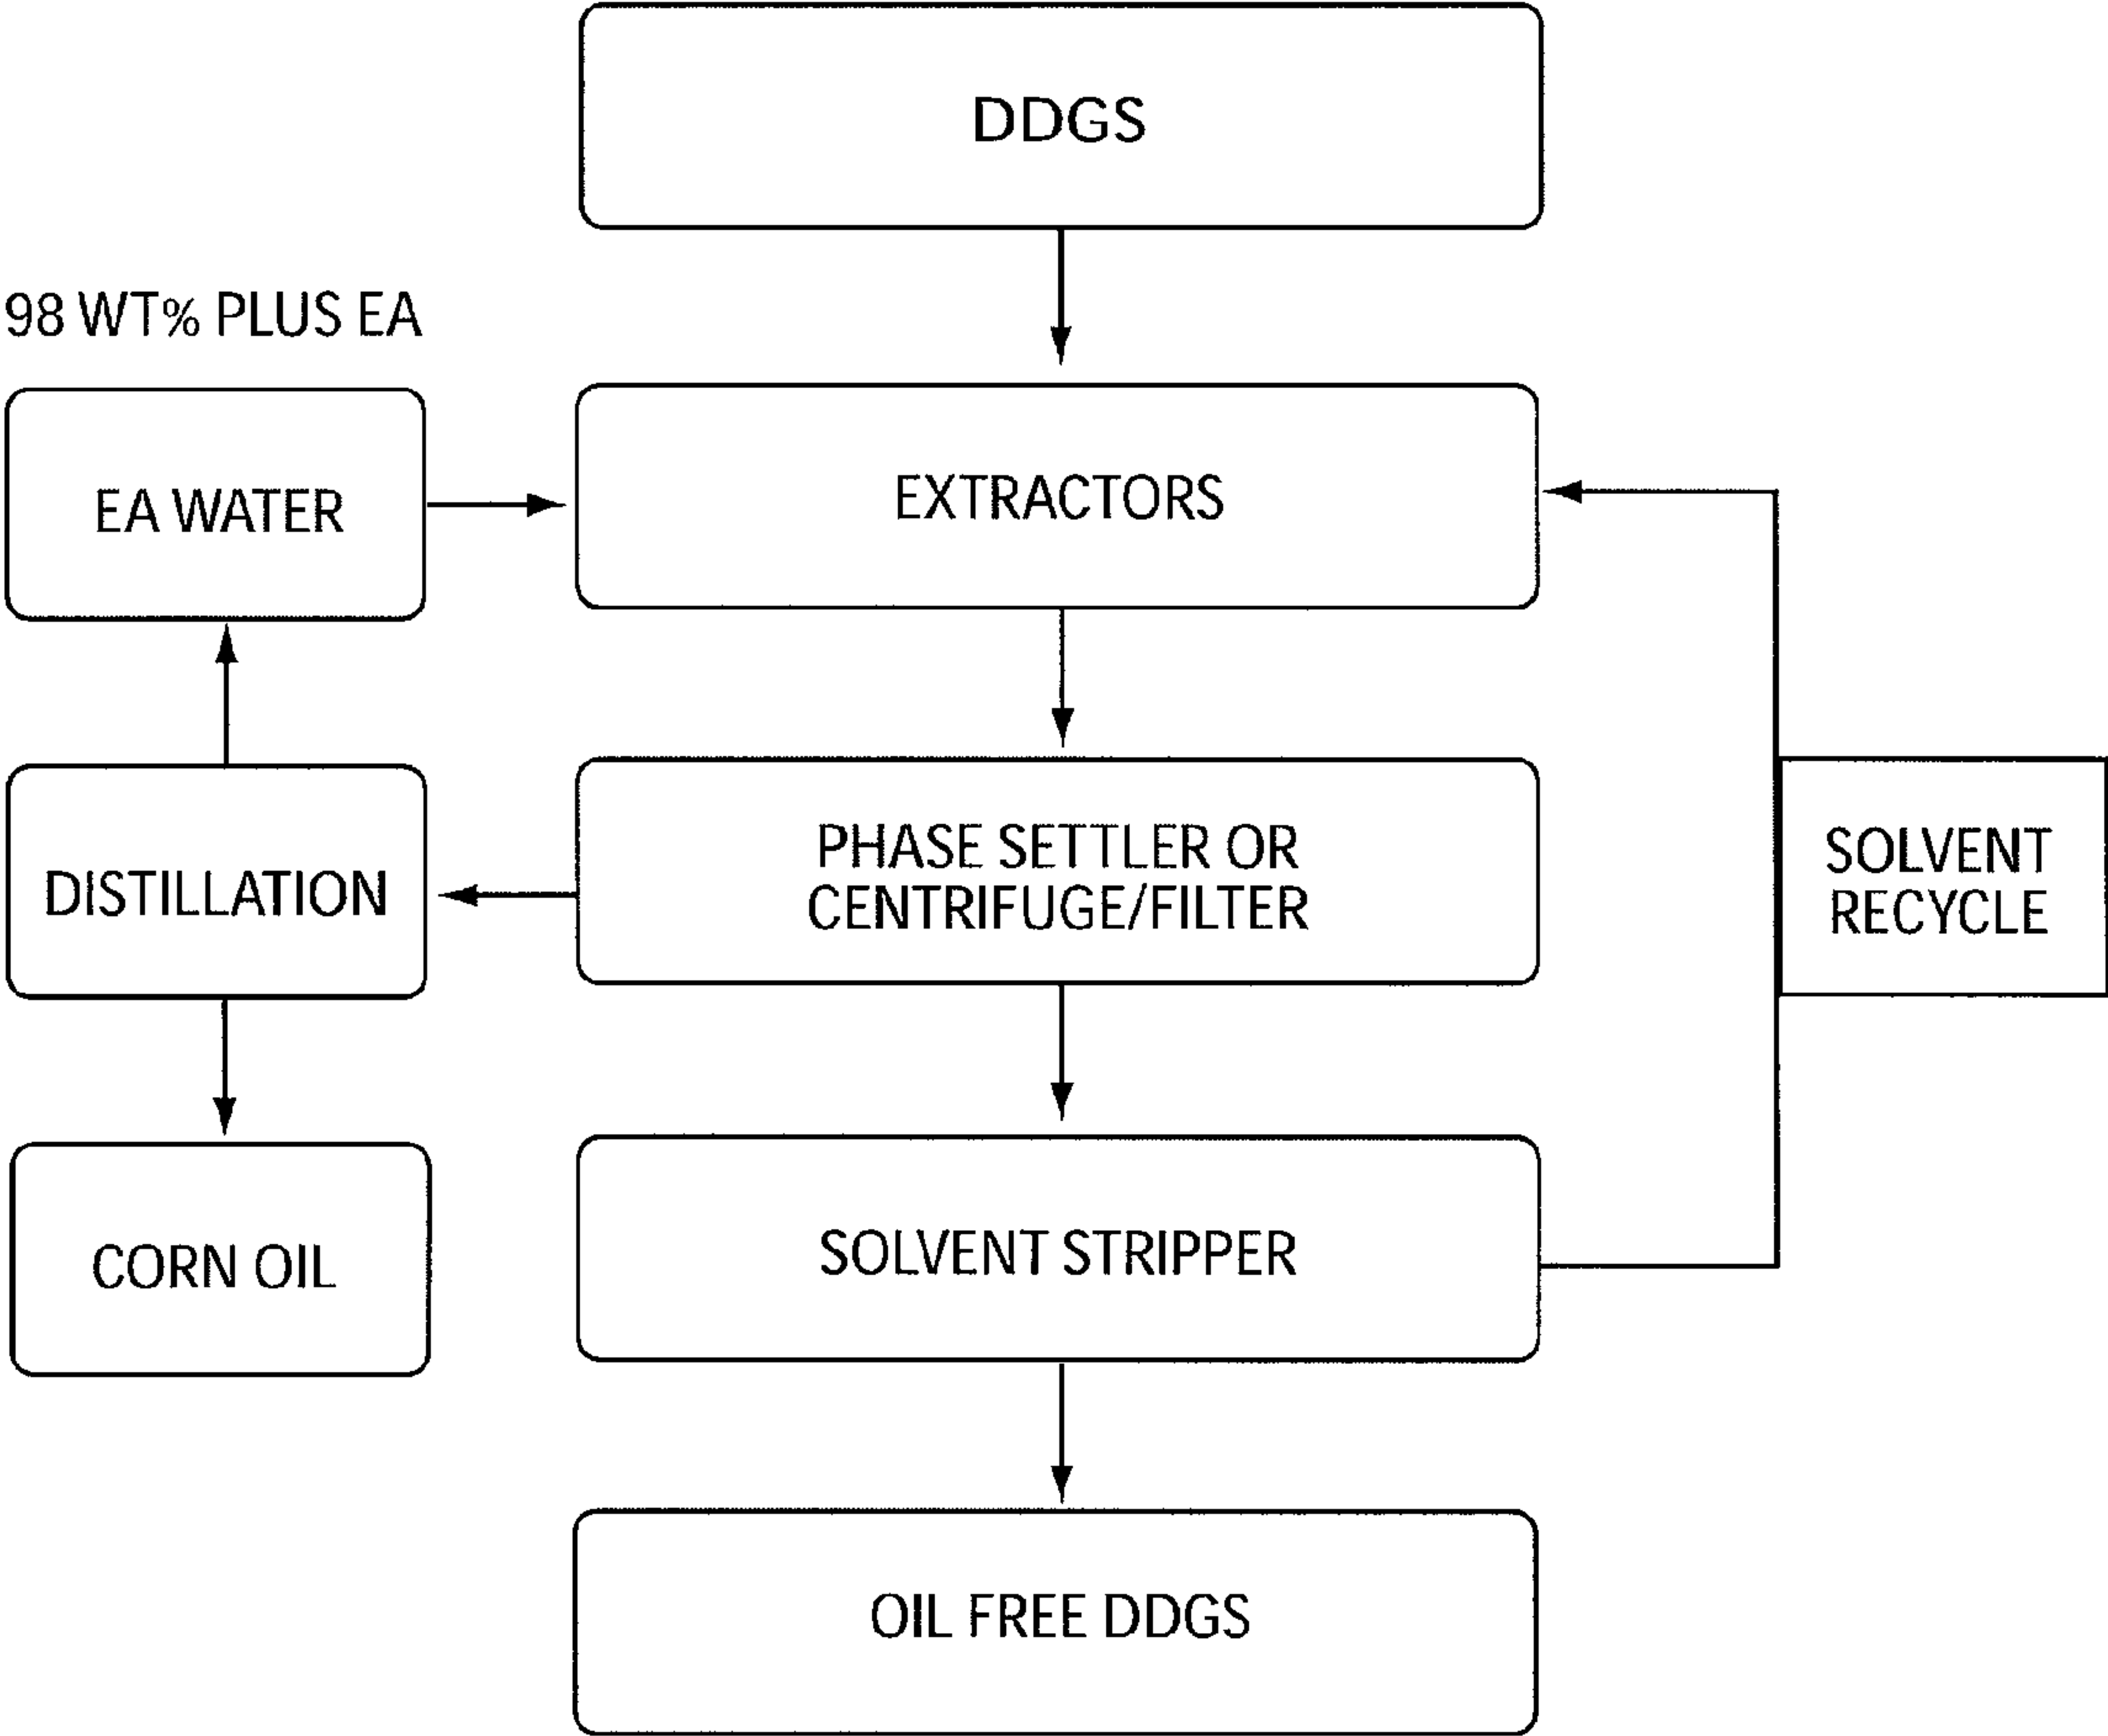 DDGS
98 WT% PLUS EA
EA WATER
EXTRACTORS
DISTILLATION
PHASE SETTLER OR
CENTRIFUGE/FILTER
SOLVENT
RECYCLE
CORN OIL
SOLVENT STRIPPER
OIL FREE DDGS